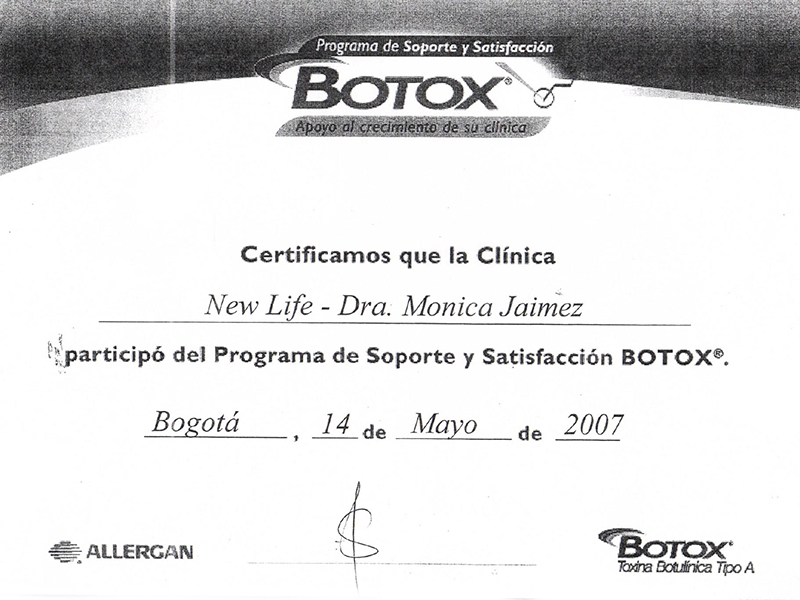 Programa de Soporte y Satisfacción
BOTOX®
Apoyo al crecimiento de su clínica
Certificamos que la Clínica
New Life - Dra. Monica Jaimez
participó del Programa de Soporte y Satisfacción BOTOX®.
Bogotá, 14 de Mayo de 2007
ALLERGAN
BOTOX®
Toxina Botulínica Tipo A